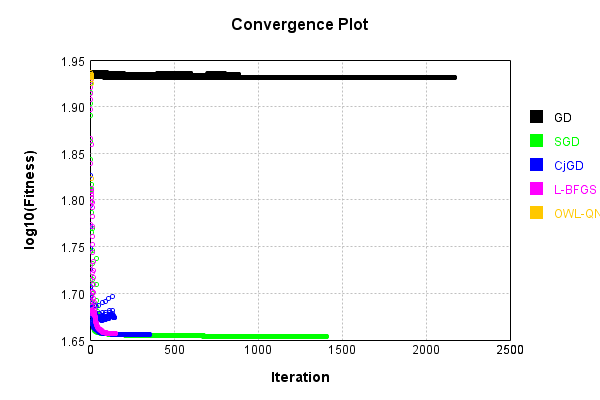 Convergence Plot
log10(Fitness)
1.95
1.90
1.85
1.80
1.75
1.70
1.65
0 500 1000 1500 2000 2500
Iteration
GD
SGD
CjGD
L-BFGS